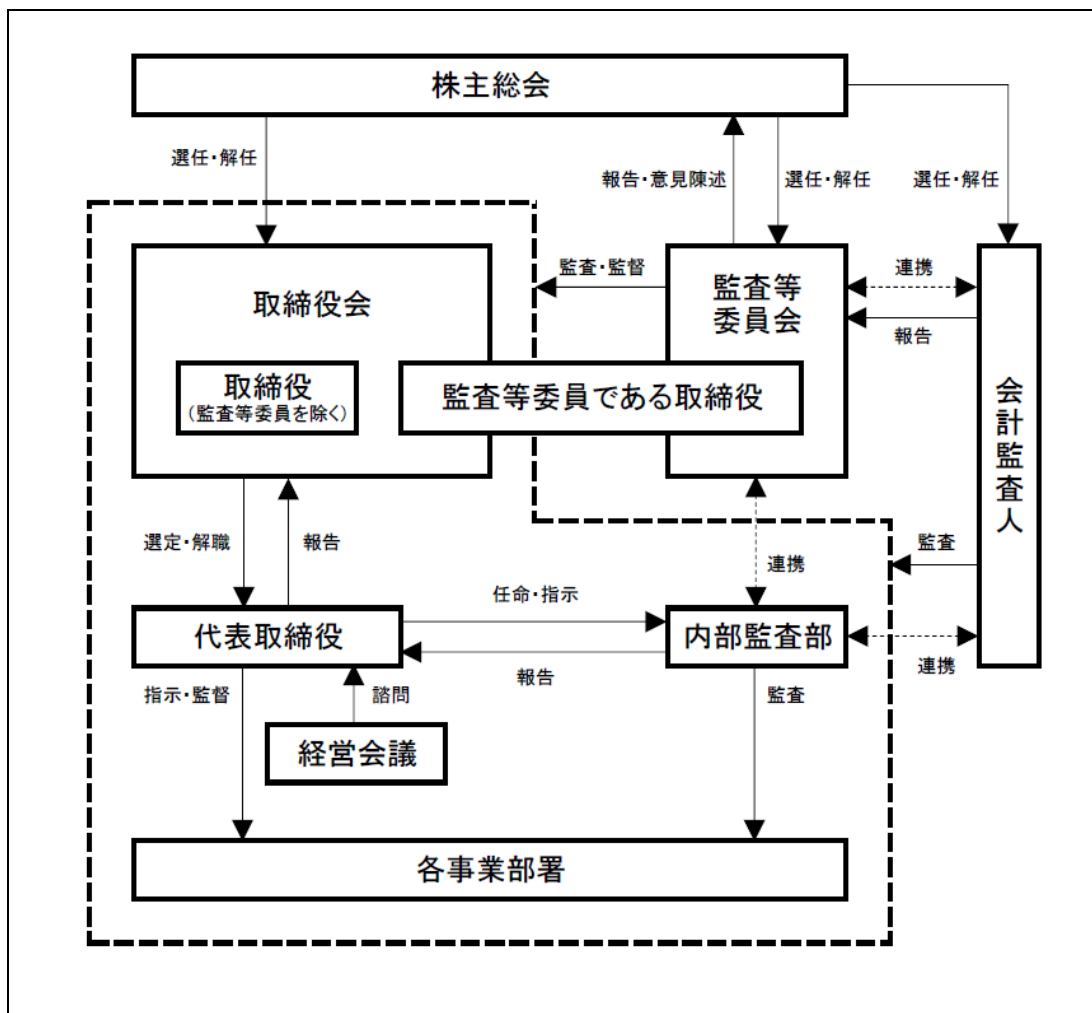 株主総会
選任・解任
報告・意見陳述
選任・解任
選任・解任
取締役会
監査・監督
監査等
委員会
連携
報告
取締役
（監査等委員を除く）
監査等委員である取締役
会計監査人
選定・解職
報告
連携
監査
任命・指示
代表取締役
内部監査部
報告
連携
指示・監督
諮問
監査
経営会議
各事業部署